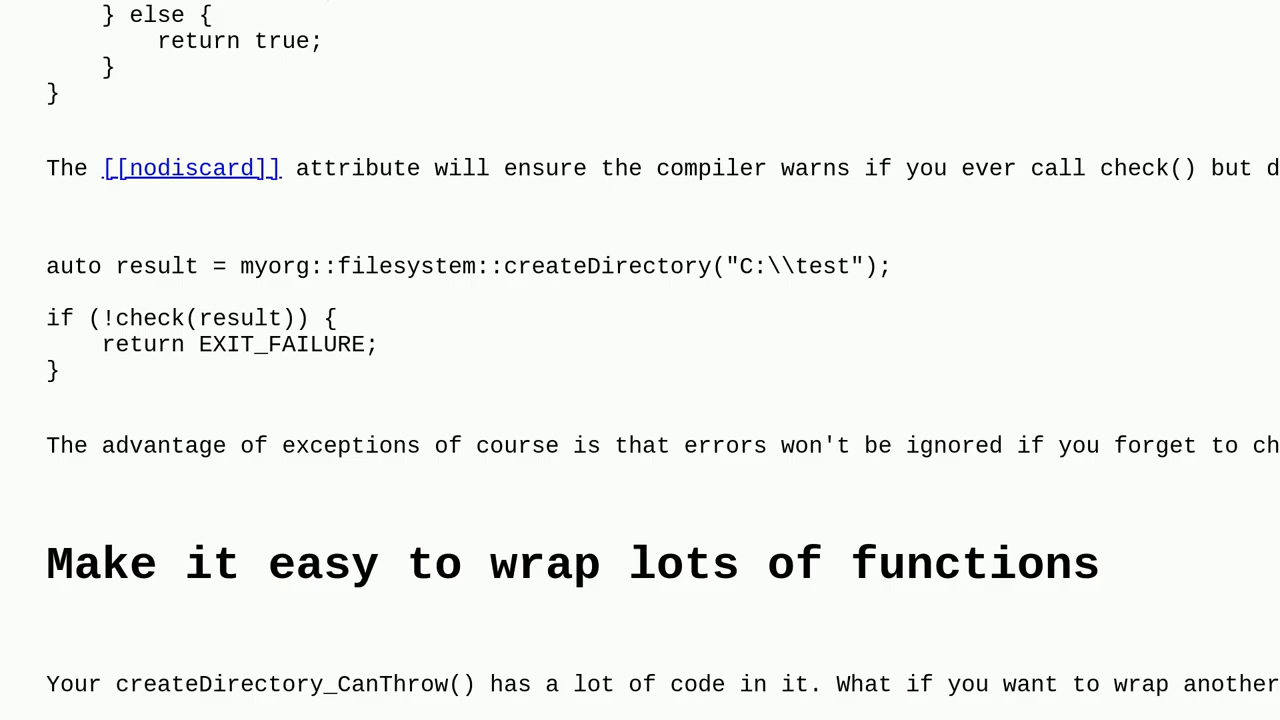 } else {
        return true;
    }
}
The [[nodiscard]] attribute will ensure the compiler warns if you ever call check() but d
auto result = myorg::filesystem::createDirectory("C:\\test");
if (!check(result)) {
    return EXIT_FAILURE;
}
The advantage of exceptions of course is that errors won't be ignored if you forget to ch
Make it easy to wrap lots of functions
Your createDirectory_CanThrow() has a lot of code in it. What if you want to wrap another